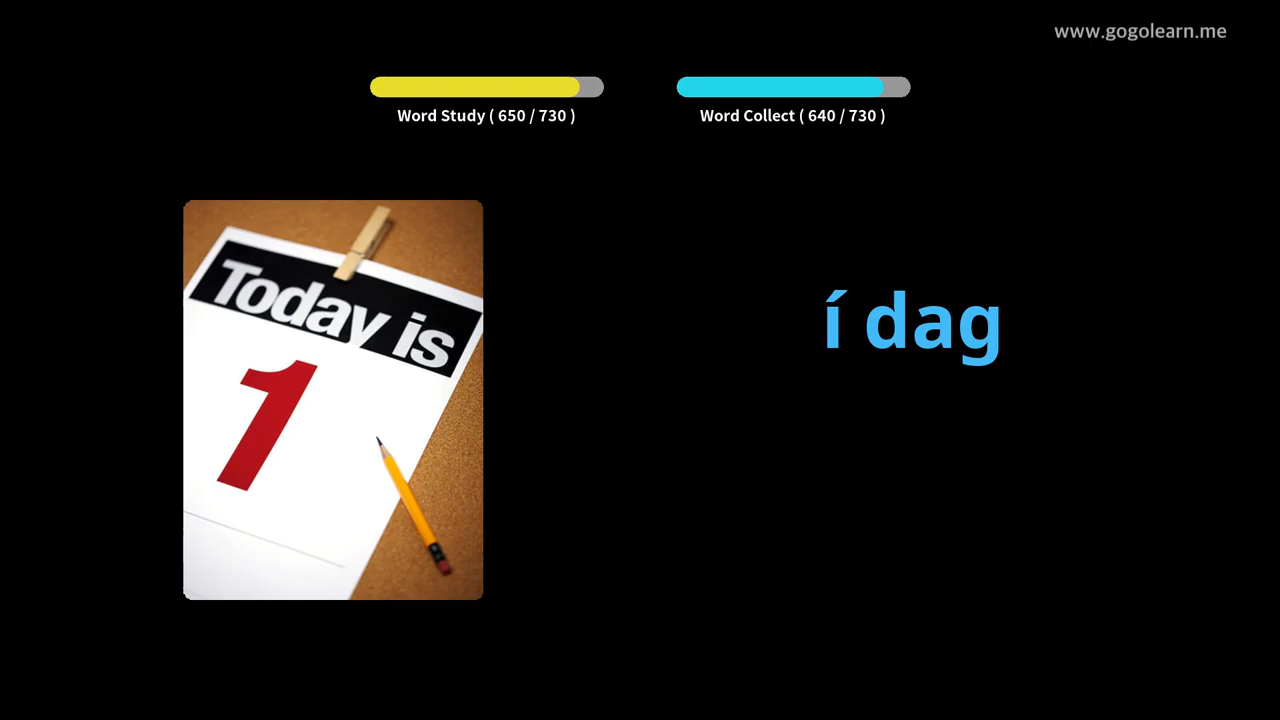 www.gogolearn.me
Word Study ( 650 / 730 )
Word Collect ( 640 / 730 )
Today is
1
í dag